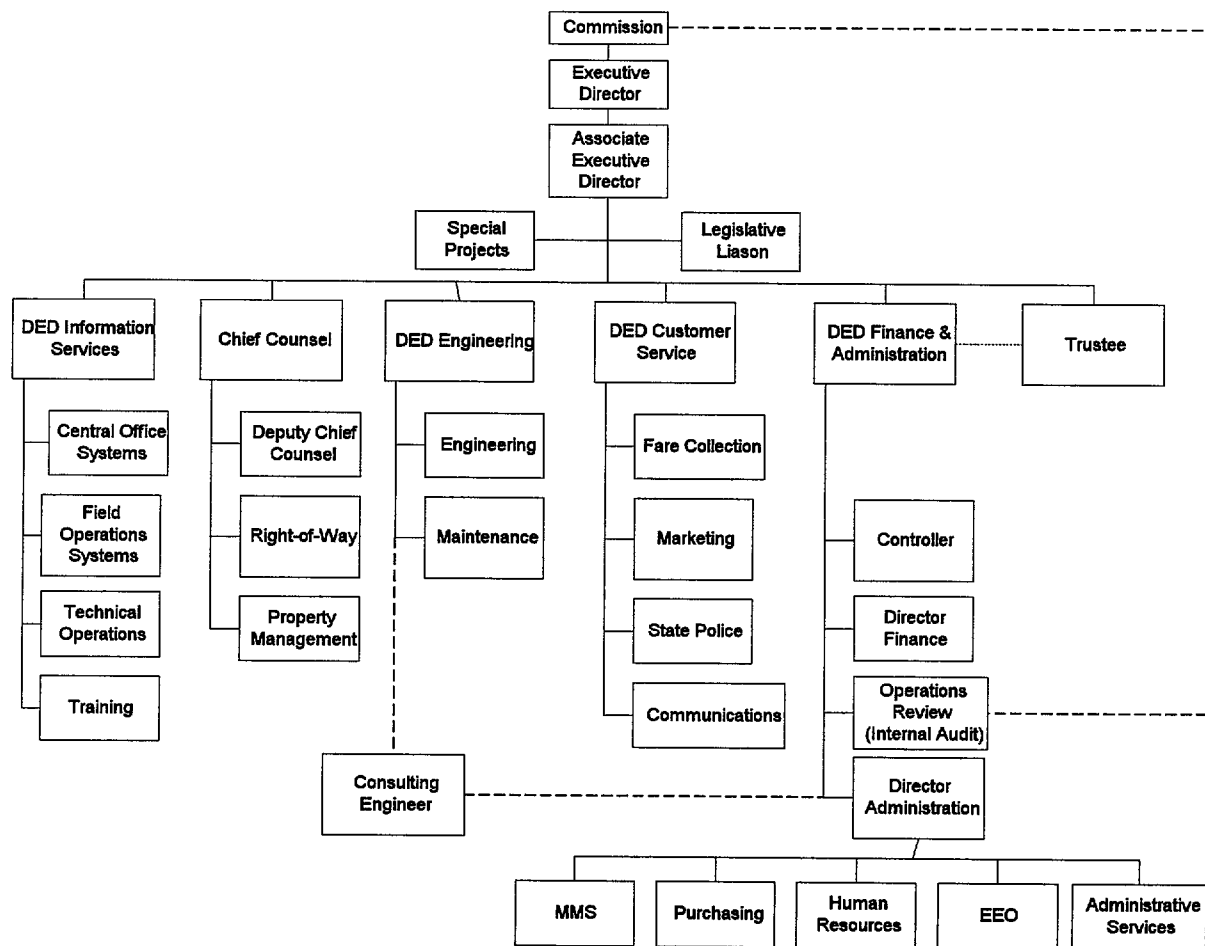 Commission
Executive
Director
Associate
Executive
Director
Special
Projects
Legislative
Liason
DED Information
Services
Chief Counsel
DED Engineering
DED Customer
Service
DED Finance &
Administration
Trustee
Central Office
Systems
Field
Operations
Systems
Technical
Operations
Training
Deputy Chief
Counsel
Right-of-Way
Property
Management
Engineering
Maintenance
Consulting
Engineer
Fare Collection
Marketing
State Police
Communications
Controller
Director
Finance
Operations
Review
(Internal Audit)
Director
Administration
MMS
Purchasing
Human
Resources
EEO
Administrative
Services